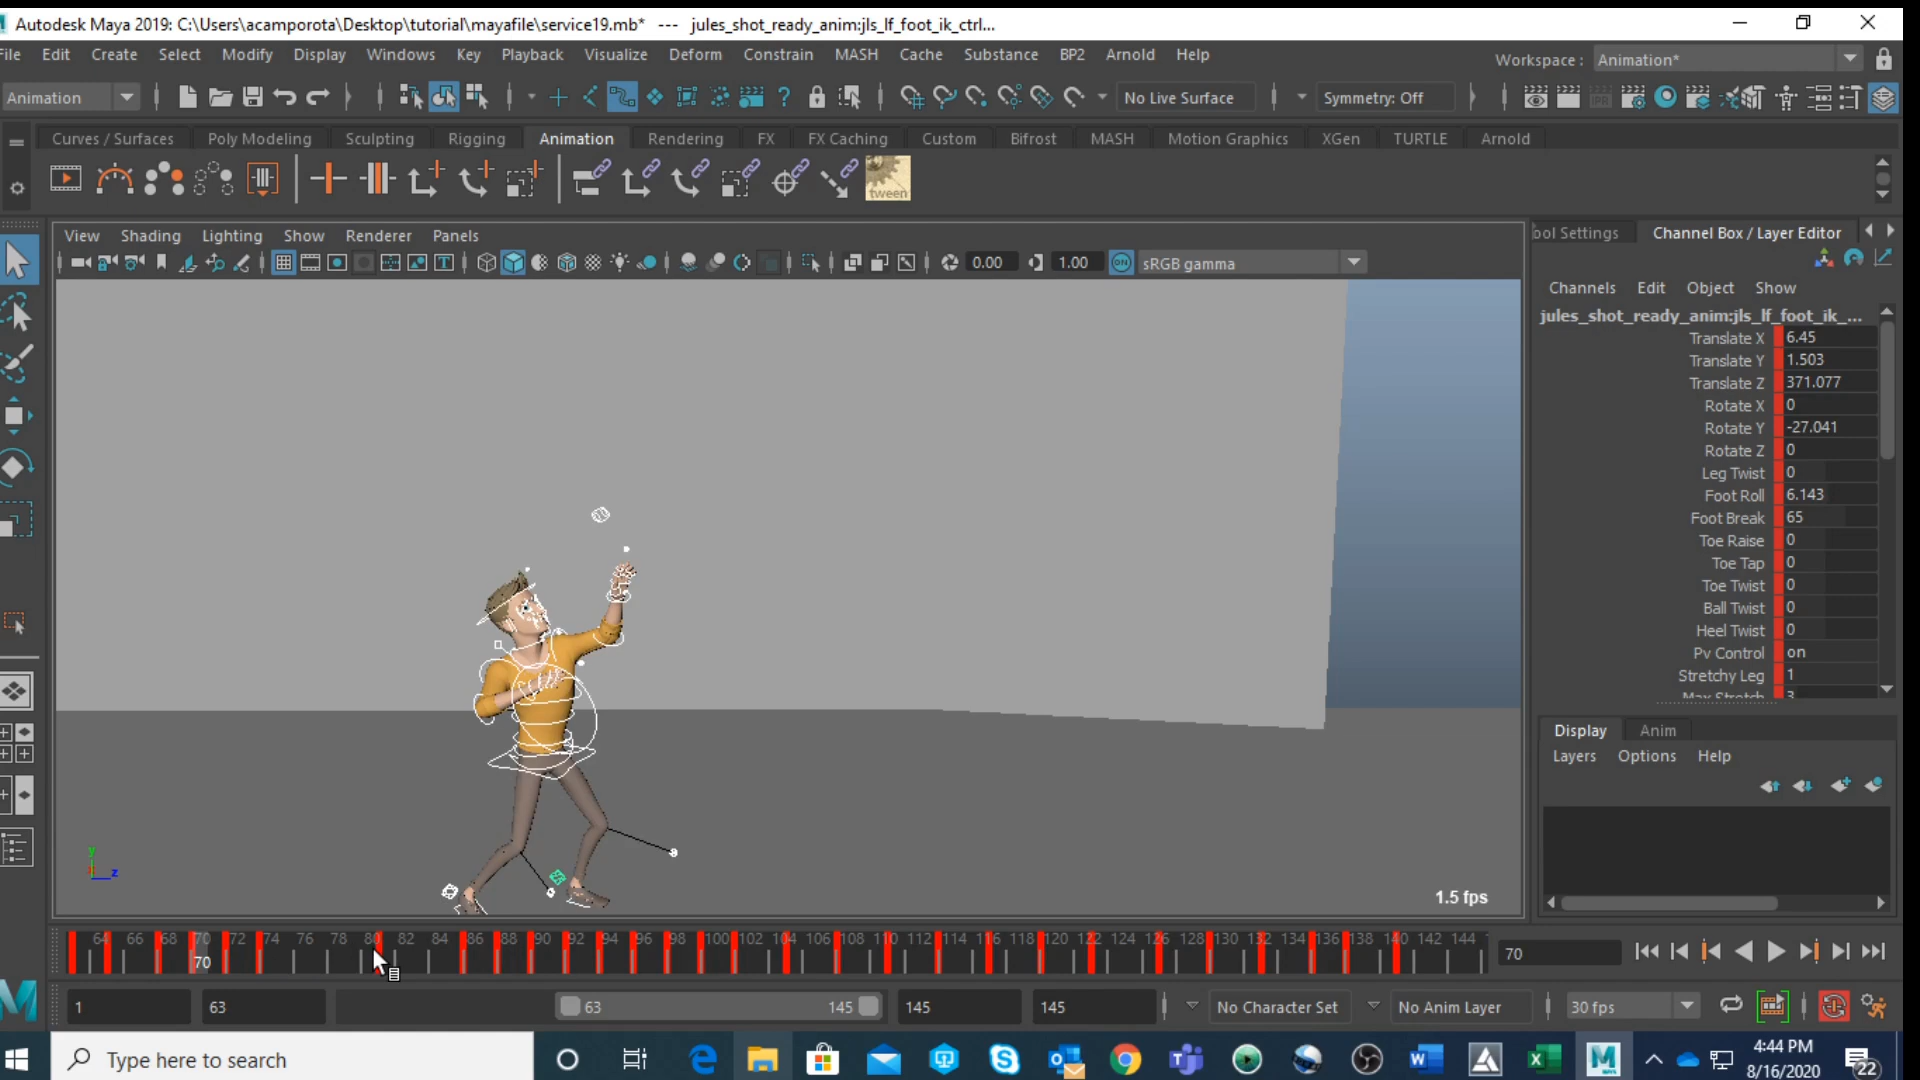 Autodesk Maya 2019: C:\Users\acamporota\Desktop\tutorial\mayafile\service19.mb* --- jules_shot_ready_anim:jls_lf_foot_ik_ctrl...
File Edit Create Select Modify Display Windows Key Playback Visualize Deform Constrain MASH Cache Substance BP2 Arnold Help
Workspace : Animation*
Animation No Live Surface Symmetry: Off
Curves / Surfaces Poly Modeling Sculpting Rigging Animation Rendering FX FX Caching Custom Bifrost MASH Motion Graphics XGen TURTLE Arnold
tween
View Shading Lighting Show Renderer Panels
0.00 1.00 ON sRGB gamma
ool Settings Channel Box / Layer Editor
Channels Edit Object Show
jules_shot_ready_anim:jls_lf_foot_ik_...
Translate X 6.45
Translate Y 1.503
Translate Z 371.077
Rotate X 0
Rotate Y -27.041
Rotate Z 0
Leg Twist 0
Foot Roll 6.143
Foot Break 65
Toe Raise 0
Toe Tap 0
Toe Twist 0
Ball Twist 0
Heel Twist 0
Pv Control on
Stretchy Leg 1
Max Stretch 3
Display Anim
Layers Options Help
y
z
1.5 fps
64 66 68 70 72 74 76 78 80 82 84 86 88 90 92 94 96 98 100 102 104 106 108 110 112 114 116 118 120 122 124 126 128 130 132 134 136 138 140 142 144
70
70
1 63 63 145 145 145 No Character Set No Anim Layer 30 fps
Type here to search
4:44 PM
8/16/2020
22